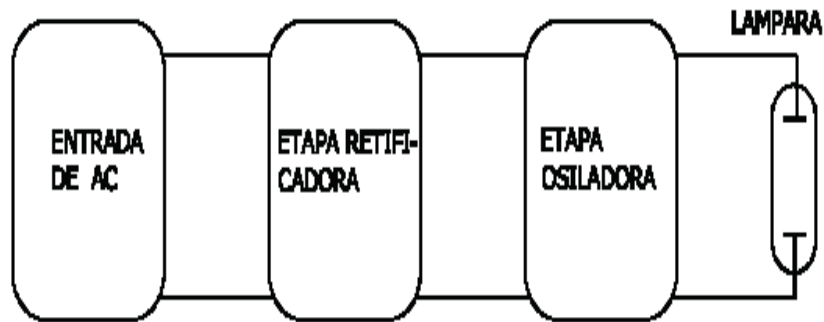 LAMPARA
ENTRADA
DE AC
ETAPA RETIFI-
CADORA
ETAPA
OSILADORA